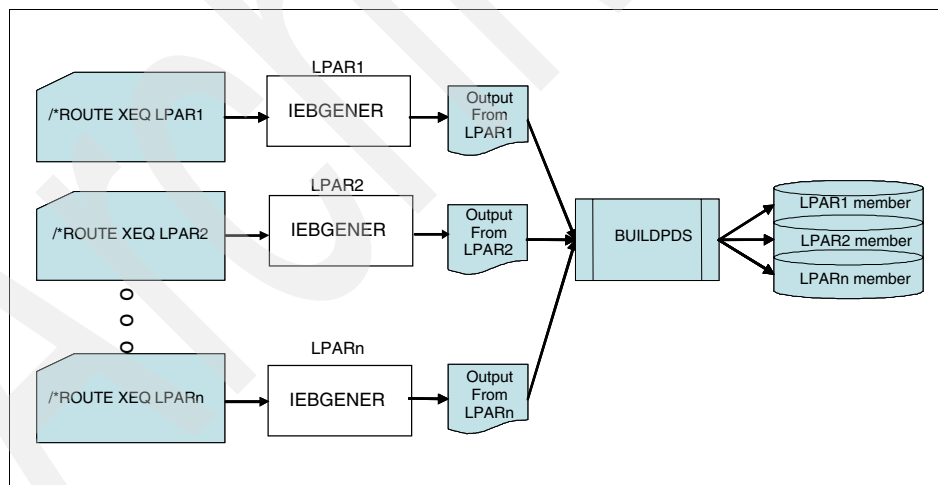 LPAR1
/*ROUTE XEQ LPAR1
IEBGENER
Output
From
LPAR1
LPAR2
/*ROUTE XEQ LPAR2
IEBGENER
Output
From
LPAR2
BUILDPDS
LPAR1 member
LPAR2 member
LPARn member
O O O
LPARn
/*ROUTE XEQ LPARn
IEBGENER
Output
From
LPARn